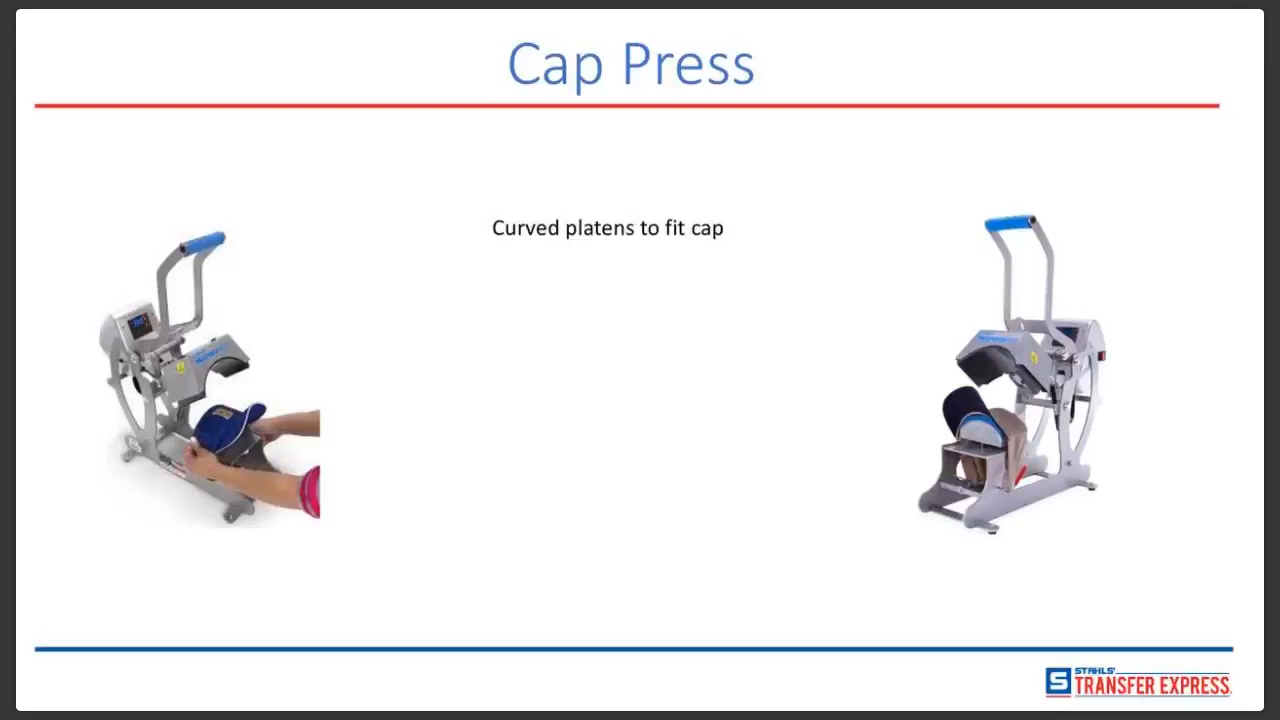 Cap Press
Curved platens to fit cap
STAHLS'
TRANSFER EXPRESS